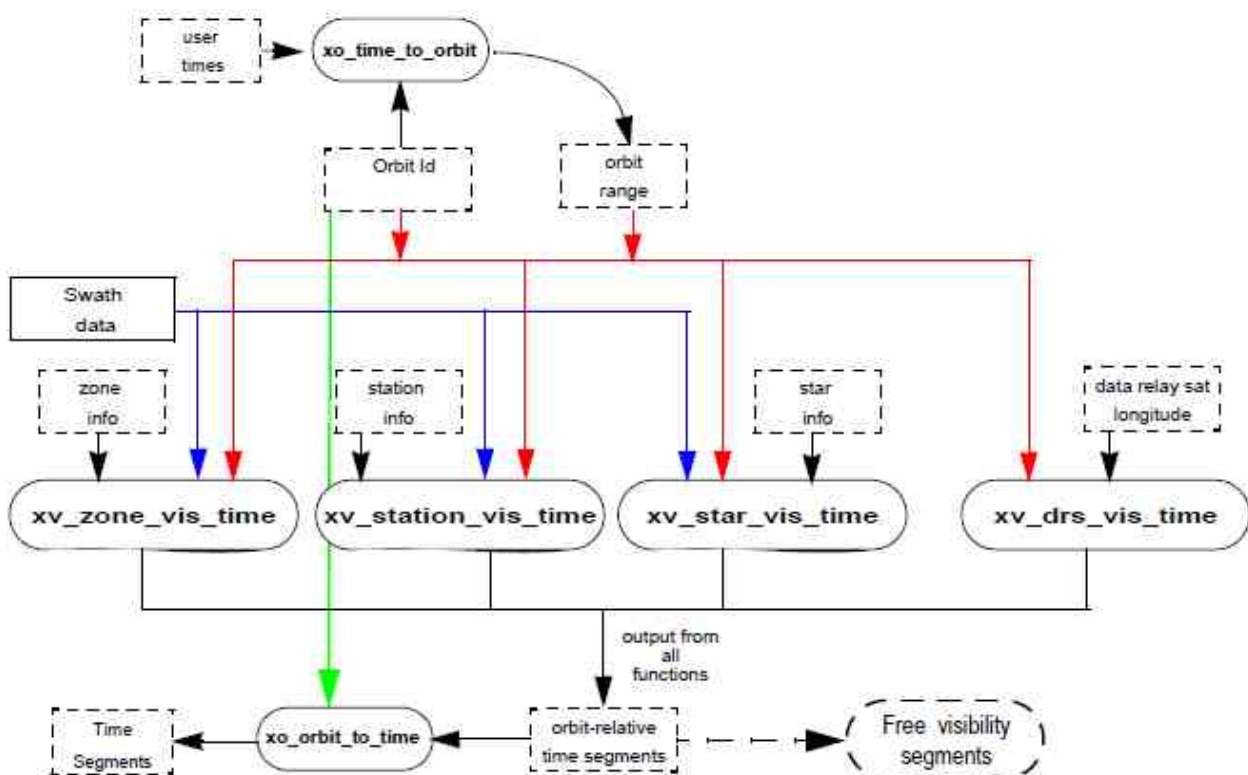 user
times
xo_time_to_orbit
Orbit Id
orbit
range
Swath
data
zone
info
station
info
star
info
data relay sat
longitude
xv_zone_vis_time
xv_station_vis_time
xv_star_vis_time
xv_drs_vis_time
output from
all
functions
Time
Segments
xo_orbit_to_time
orbit-relative
time segments
Free visibility
segments